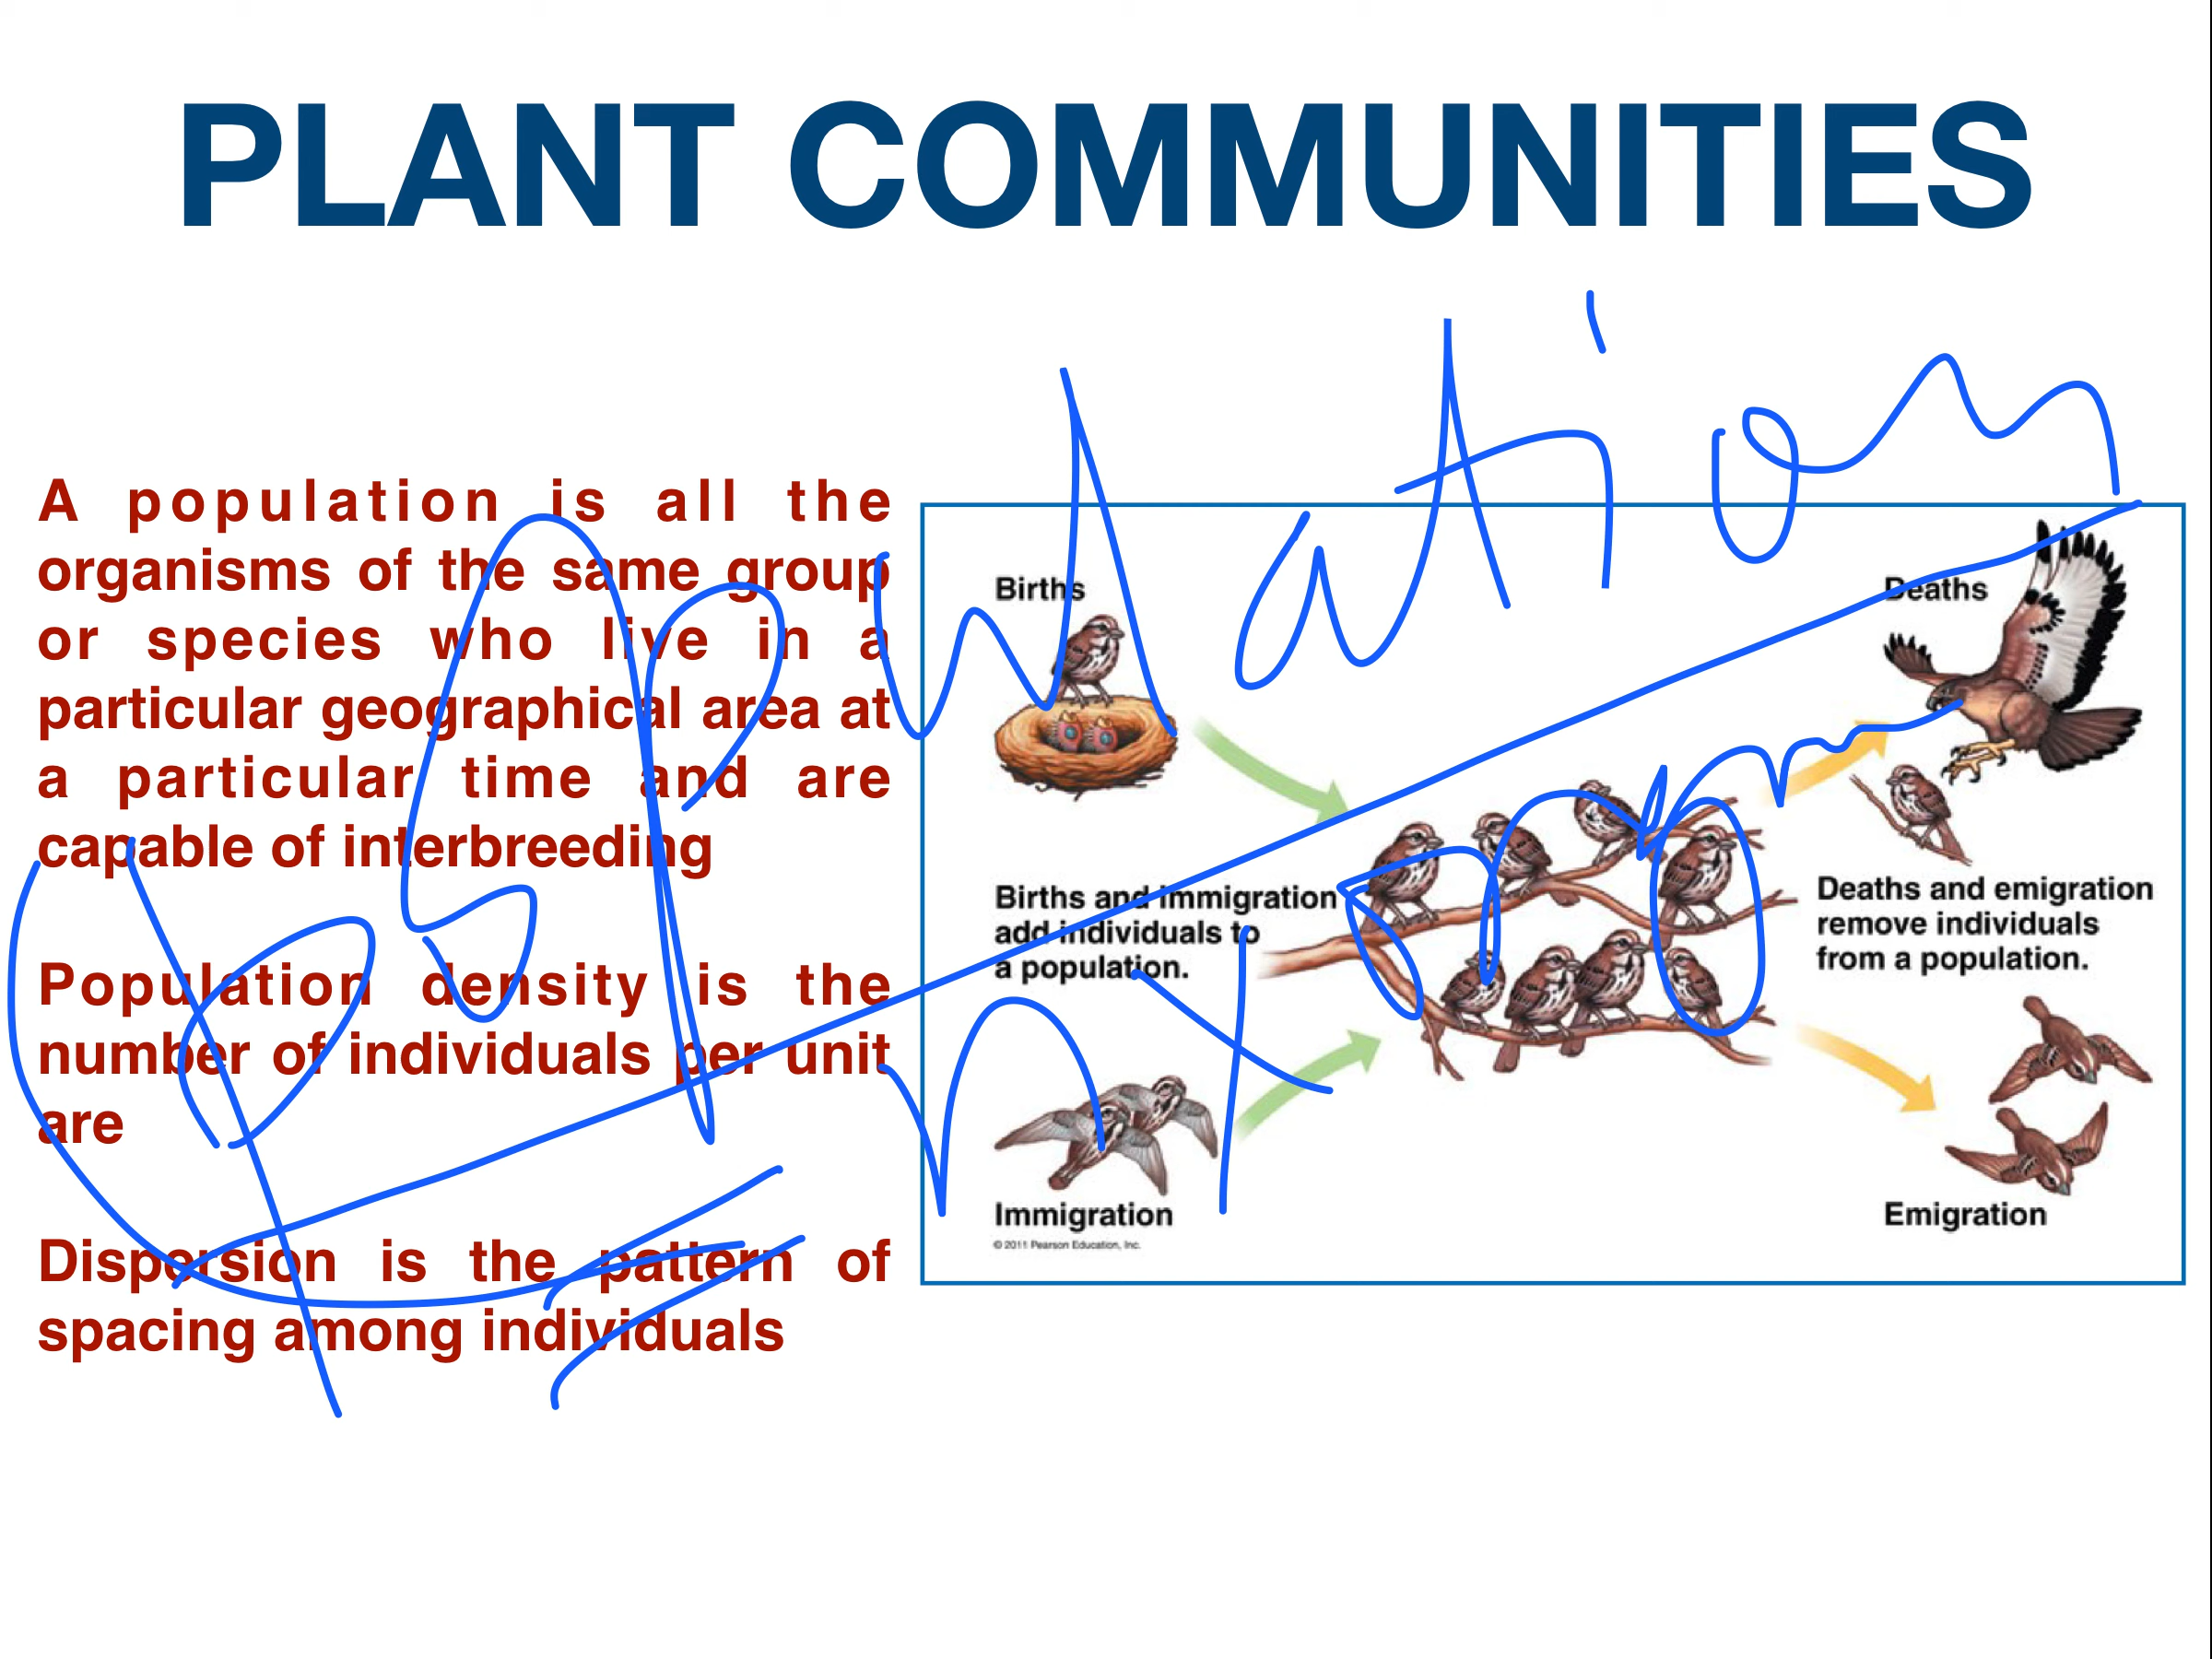 PLANT COMMUNITIES
A population is all the
organisms of the same group
or species who live in a
particular geographical area at
a particular time and are
capable of interbreeding
Population density is the
number of individuals per unit
are
Dispersion is the pattern of
spacing among individuals
Births
Deaths
Births and immigration
add individuals to
a population.
Deaths and emigration
remove individuals
from a population.
Immigration
Emigration
© 2011 Pearson Education, Inc.
Population